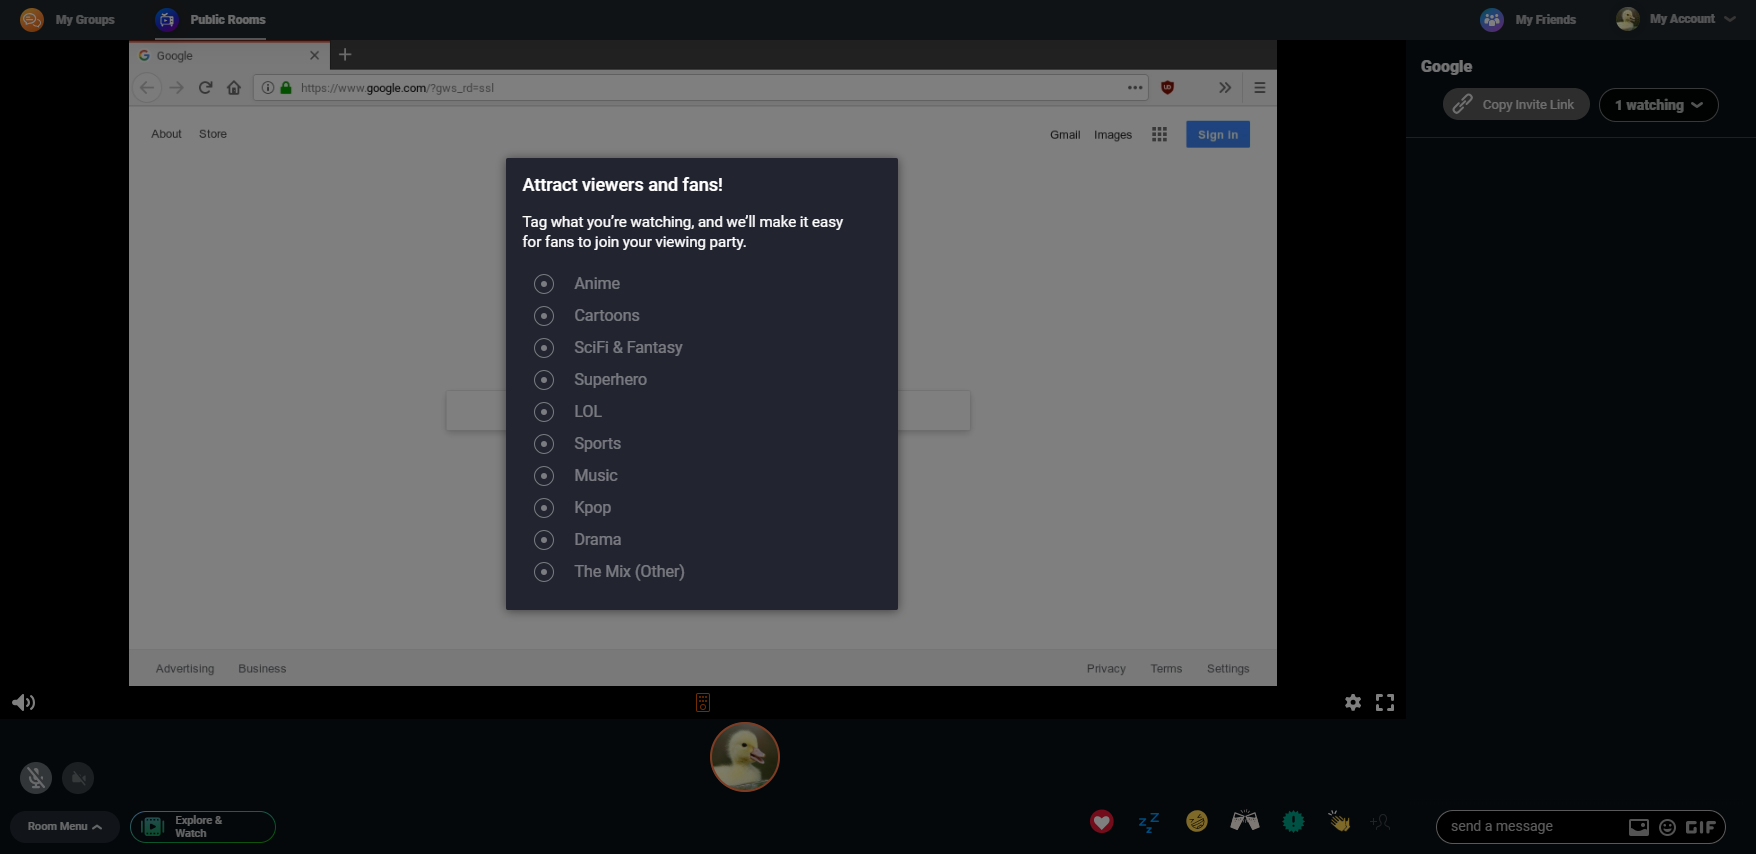 My Groups
Public Rooms
My Friends
My Account
Google
https://www.google.com/?gws_rd=ssl
Google
Copy Invite Link
1 watching
About
Store
Gmail
Images
Sign in
Attract viewers and fans!
Tag what you're watching, and we'll make it easy
for fans to join your viewing party.
Anime
Cartoons
SciFi & Fantasy
Superhero
LOL
Sports
Music
Kpop
Drama
The Mix (Other)
Advertising
Business
Privacy
Terms
Settings
Room Menu
Explore &
Watch
send a message
GIF